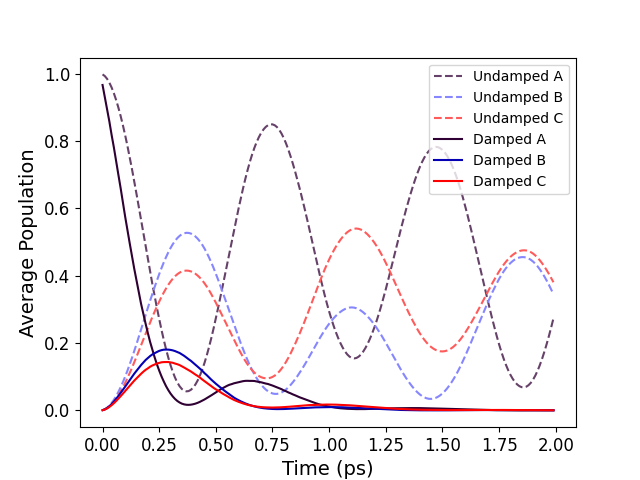 Average Population
1.0
0.8
0.6
0.4
0.2
0.0
Undamped A
Undamped B
Undamped C
Damped A
Damped B
Damped C
0.00 0.25 0.50 0.75 1.00 1.25 1.50 1.75 2.00
Time (ps)